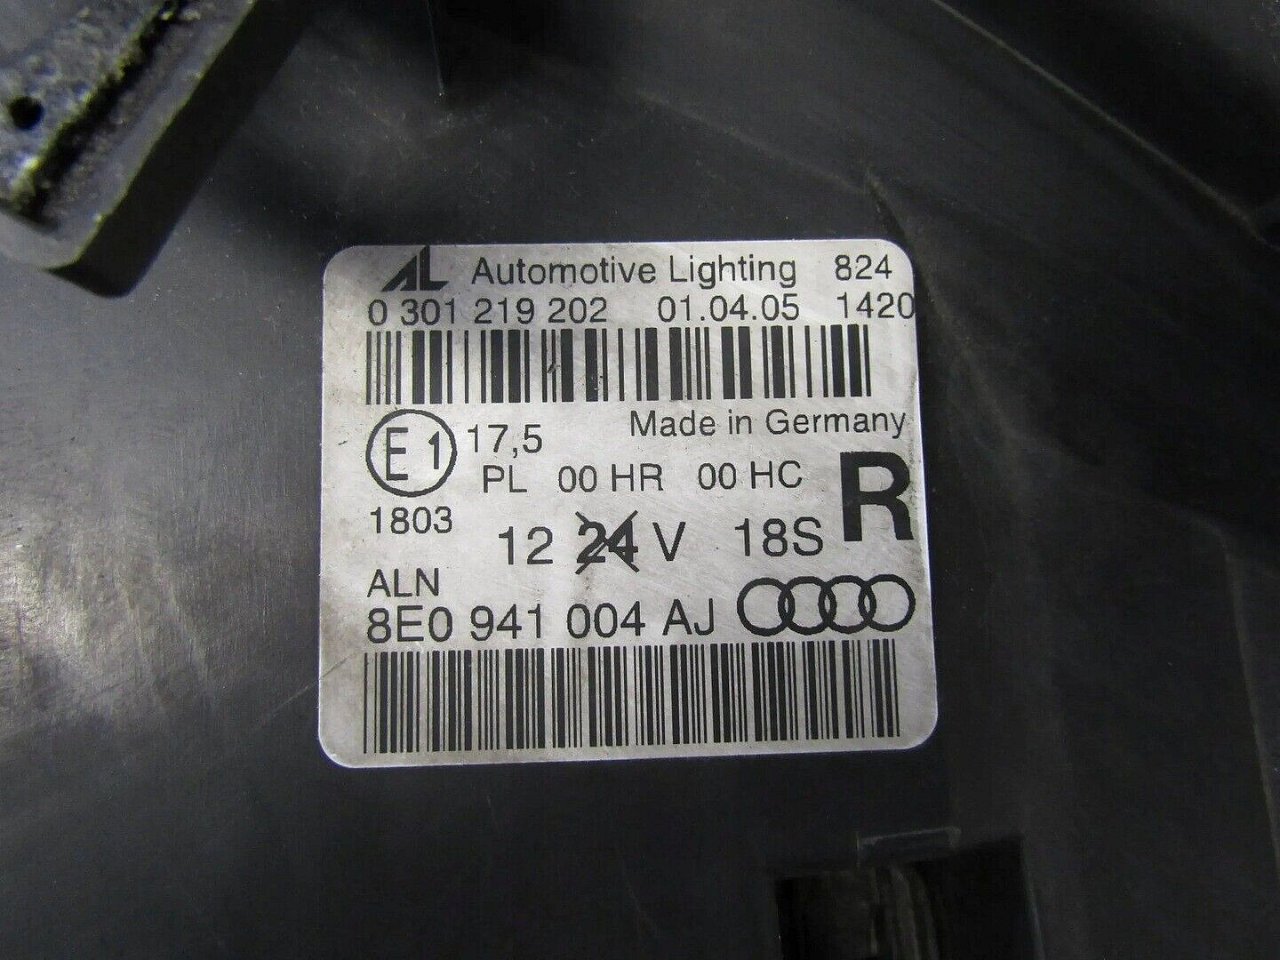 AL Automotive Lighting 824
0 301 219 202 01.04.05 1420
Made in Germany
E1 17,5
PL 00 HR 00 HC R
1803
12 24 V 18S
ALN
8E0 941 004 AJ